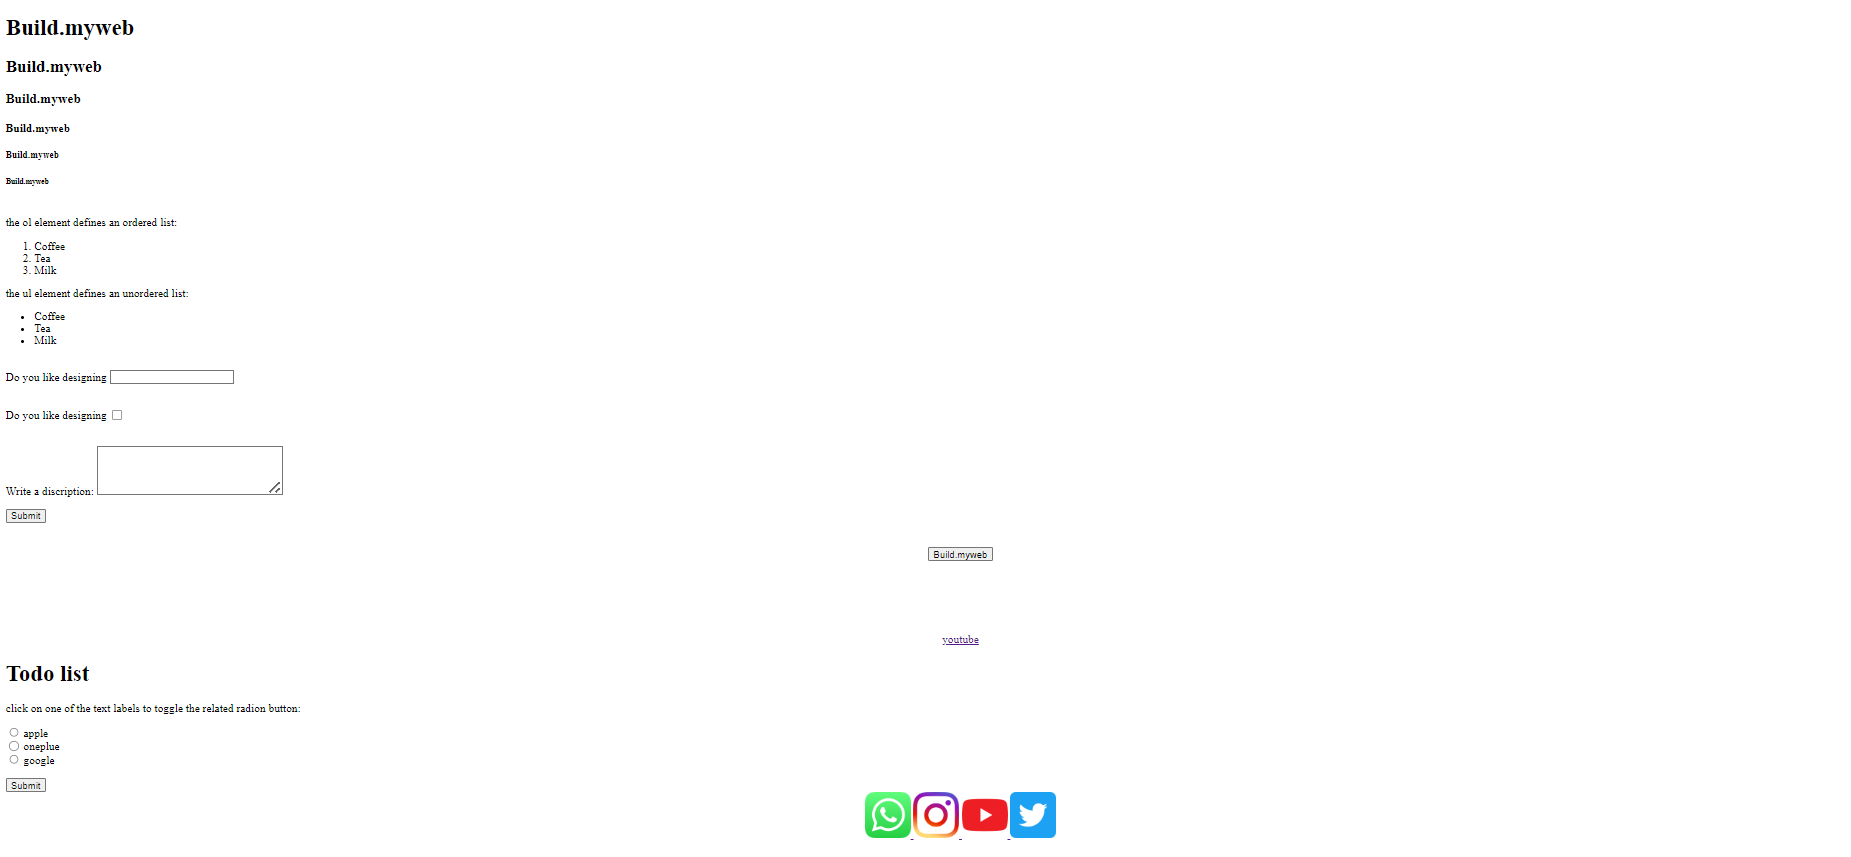 Build.myweb
Build.myweb
Build.myweb
Build.myweb
Build.myweb
Build.myweb
the ol element defines an ordered list:
1. Coffee
2. Tea
3. Milk
the ul element defines an unordered list:
• Coffee
• Tea
• Milk
Do you like designing
Do you like designing
Write a discription:
Submit
Build.myweb
youtube
Todo list
click on one of the text labels to toggle the related radion button:
apple
oneplue
google
Submit